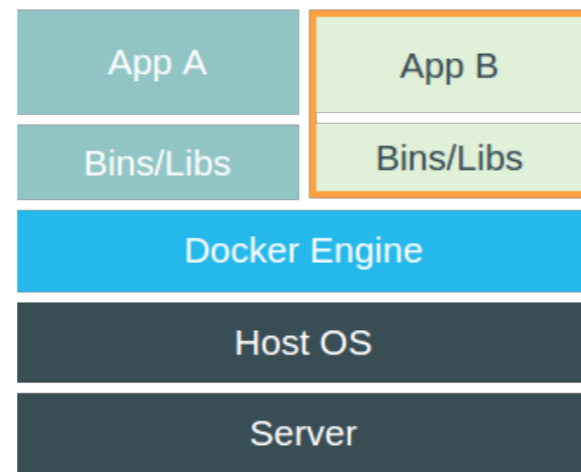 App A
App B
Bins/Libs
Bins/Libs
Docker Engine
Host OS
Server